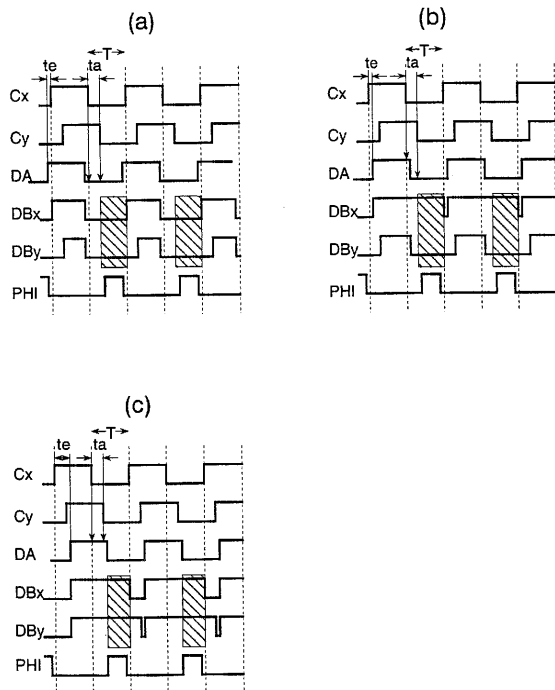 (a)
T
te ta
Cx
Cy
DA
DBx
DBy
PHI
(b)
T
te ta
Cx
Cy
DA
DBx
DBy
PHI
(c)
T
te ta
Cx
Cy
DA
DBx
DBy
PHI